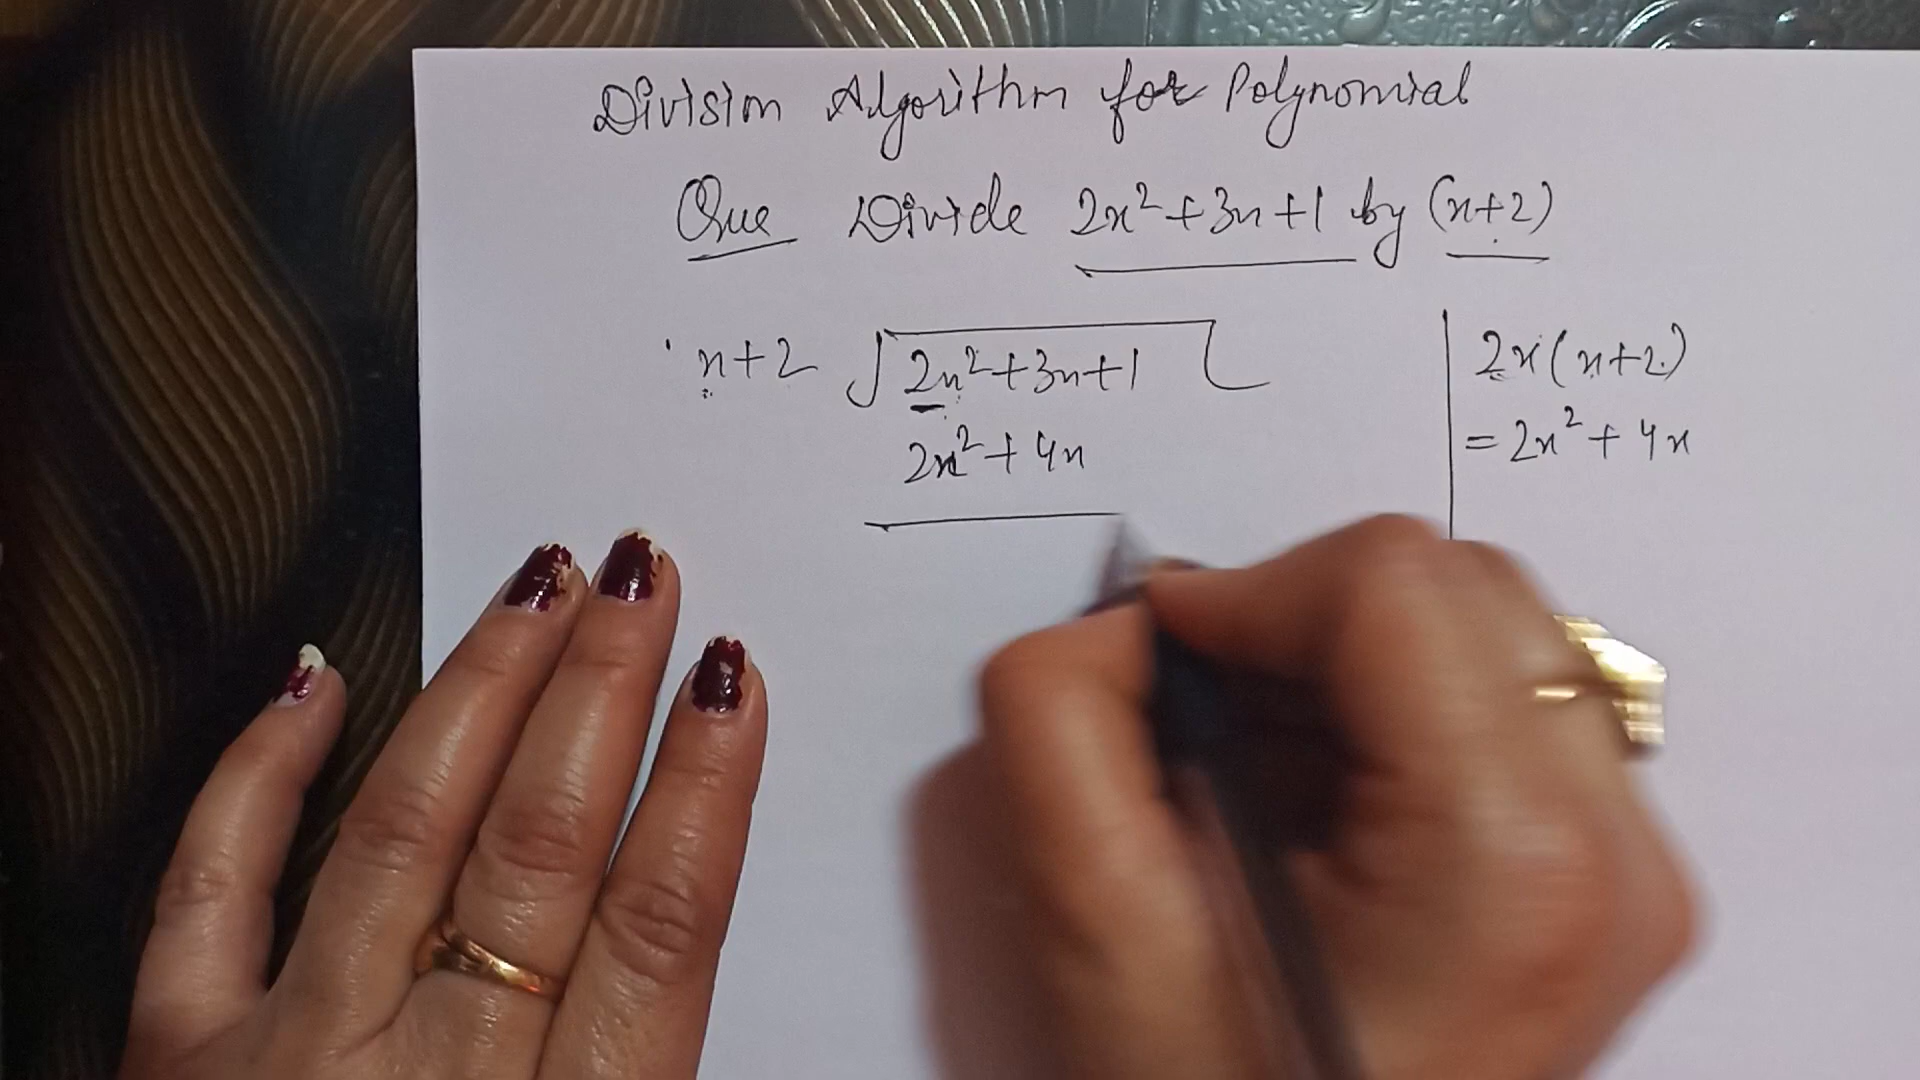 Division Algorithm for Polynomial
Que Divide 2x²+3x+1 by (x+2)
x+2 2x²+3x+1
2x²+4x
2x(x+2)
=2x²+4x